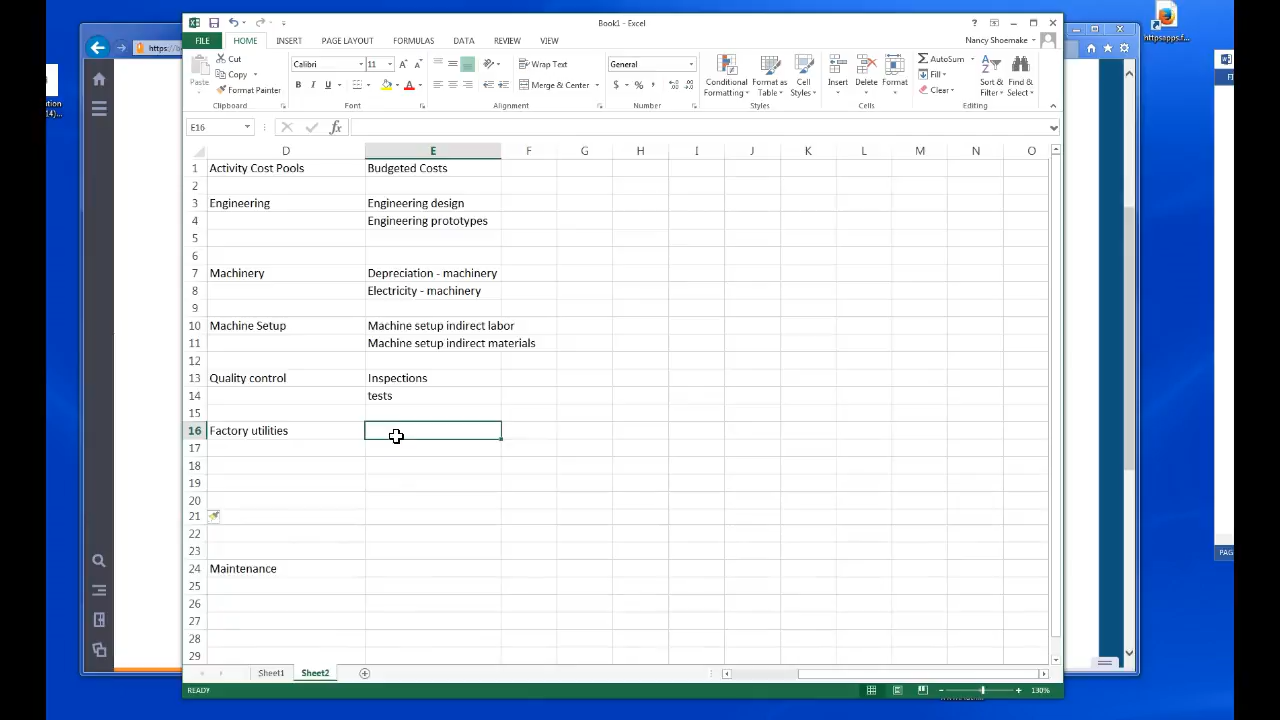 Book1 - Excel
FILE HOME INSERT PAGE LAYOUT FORMULAS DATA REVIEW VIEW
Nancy Shoemake
Cut
Copy
Format Painter
Paste
Clipboard
Calibri 11
B I U
Font
Wrap Text
Merge & Center
Alignment
General
$ % ,
Number
Conditional Formatting
Format as Table
Cell Styles
Styles
Insert Delete Format
Cells
AutoSum
Fill
Clear
Sort & Filter
Find & Select
Editing
E16
fx
D E F G H I J K L M N O
1 Activity Cost Pools Budgeted Costs
2
3 Engineering Engineering design
4 Engineering prototypes
5
6
7 Machinery Depreciation - machinery
8 Electricity - machinery
9
10 Machine Setup Machine setup indirect labor
11 Machine setup indirect materials
12
13 Quality control Inspections
14 tests
15
16 Factory utilities
17
18
19
20
21
22
23
24 Maintenance
25
26
27
28
29
Sheet1 Sheet2
READY
130%
https://b
httpsapps.f...
ation
14)...
FI
PAG